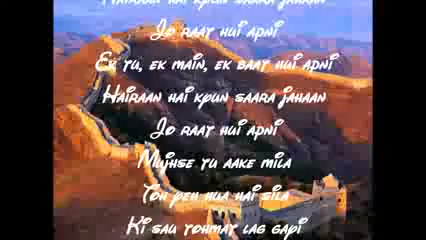 Hairaan hai kyun saara jahaan
Jo raat hui apni
Ek tu, ek main, ek baat hui apni
Hairaan hai kyun saara jahaan
Jo raat hui apni
Mujhse tu aake mila
Toh yeh hua hai sila
Ki sau tohmat lag gayi